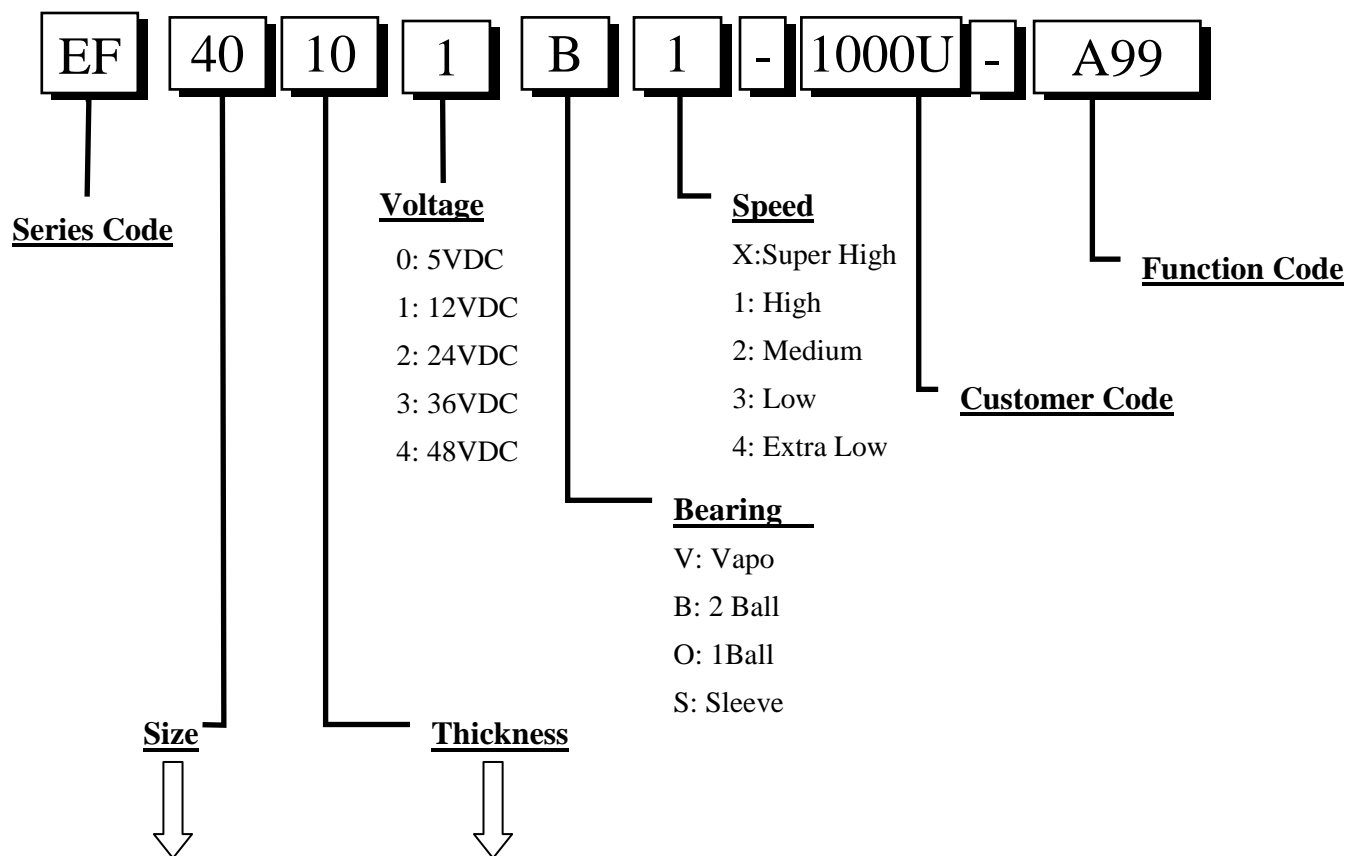 EF 40 10 1 B 1 - 1000U - A99
Series Code
Voltage
0: 5VDC
1: 12VDC
2: 24VDC
3: 36VDC
4: 48VDC
Speed
X:Super High
1: High
2: Medium
3: Low
4: Extra Low
Function Code
Customer Code
Bearing
V: Vapo
B: 2 Ball
O: 1Ball
S: Sleeve
Size
Thickness